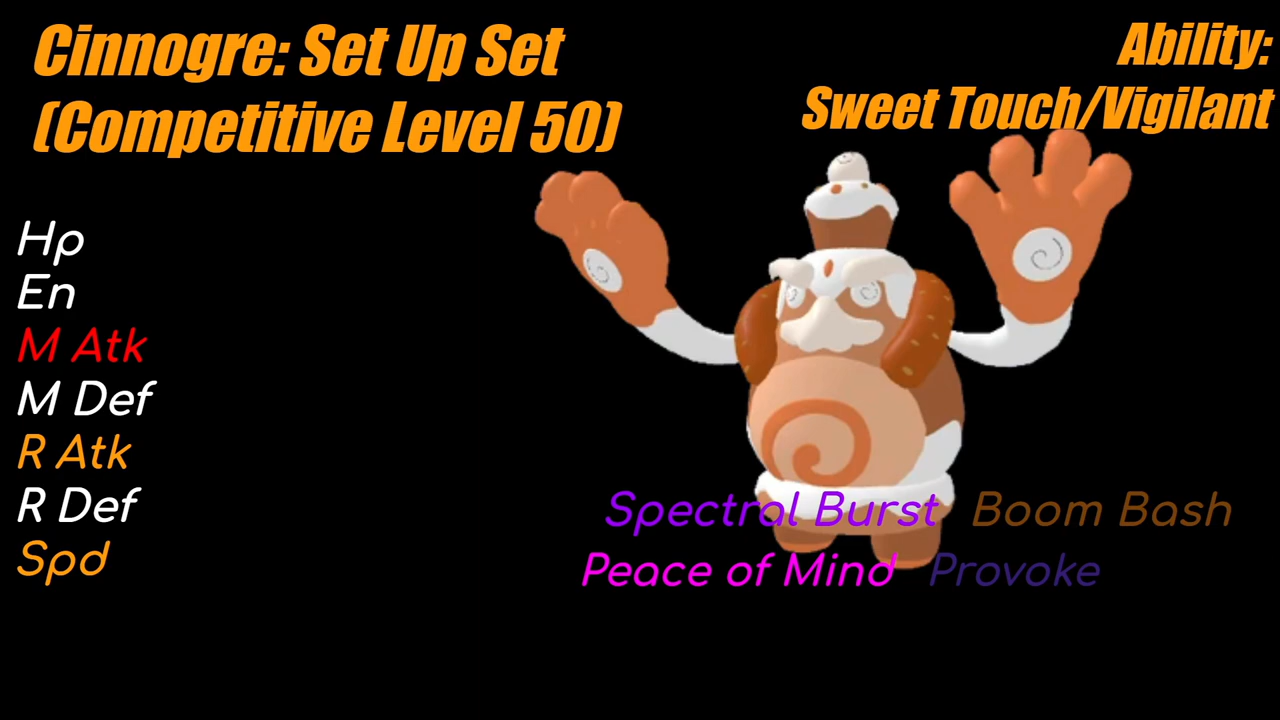 Cinnogre: Set Up Set
(Competitive Level 50)
Ability:
Sweet Touch/Vigilant
Hp
En
M Atk
M Def
R Atk
R Def
Spd
Spectral Burst Boom Bash
Peace of Mind Provoke